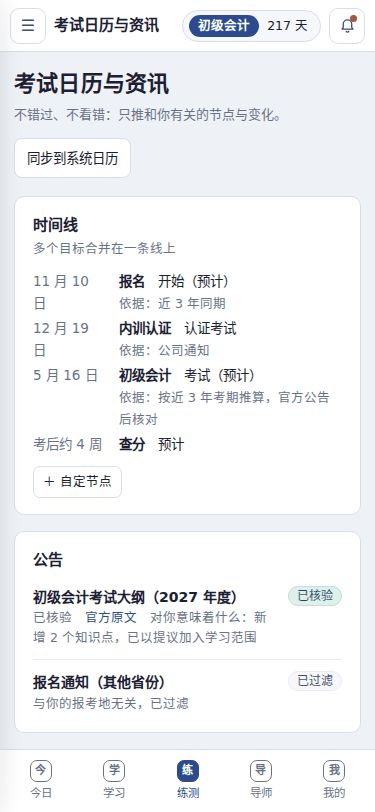 ☰ 考试日历与资讯 初级会计 217 天
考试日历与资讯
不错过、不看错：只推和你有关的节点与变化。
同步到系统日历
时间线
多个目标合并在一条线上
11 月 10 日 报名 开始（预计）
依据：近 3 年同期
12 月 19 日 内训认证 认证考试
依据：公司通知
5 月 16 日 初级会计 考试（预计）
依据：按近 3 年考期推算，官方公告
后核对
考后约 4 周 查分 预计
＋ 自定节点
公告
初级会计考试大纲（2027 年度） 已核验
已核验 官方原文 对你意味着什么：新
增 2 个知识点，已以提议加入学习范围
报名通知（其他省份） 已过滤
与你的报考地无关，已过滤
今 学 练 导 我
今日 学习 练测 导师 我的